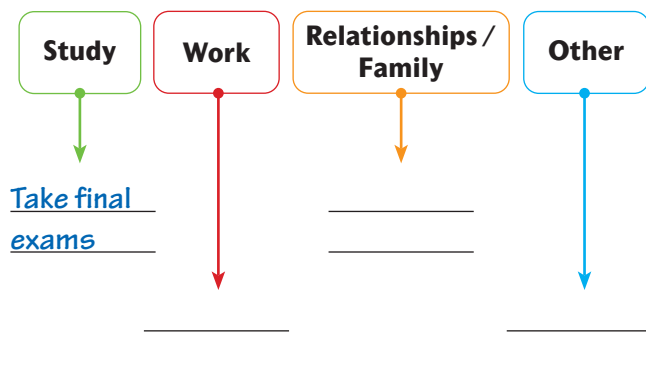 Study
Work
Relationships /
Family
Other
Take final
exams